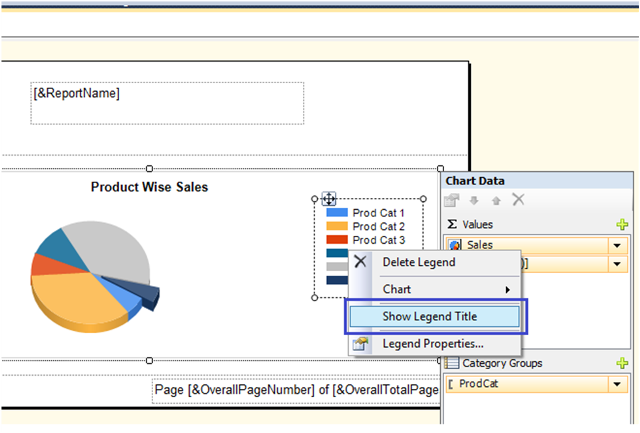 [&ReportName]
Product Wise Sales
Prod Cat 1
Prod Cat 2
Prod Cat 3
Delete Legend
Chart
Show Legend Title
Legend Properties...
Chart Data
Σ Values
Sales
)]
Category Groups
ProdCat
Page [&OverallPageNumber] of [&OverallTotalPage